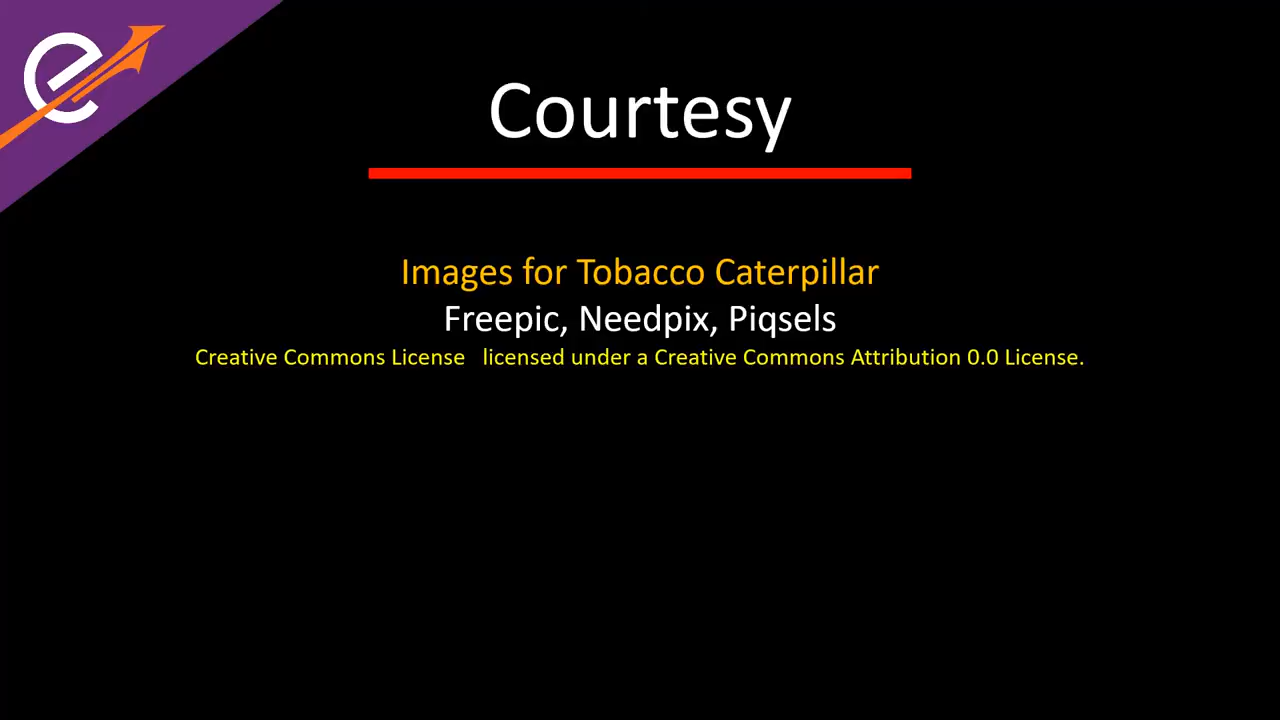 Courtesy
Images for Tobacco Caterpillar
Freepic, Needpix, Piqsels
Creative Commons License   licensed under a Creative Commons Attribution 0.0 License.